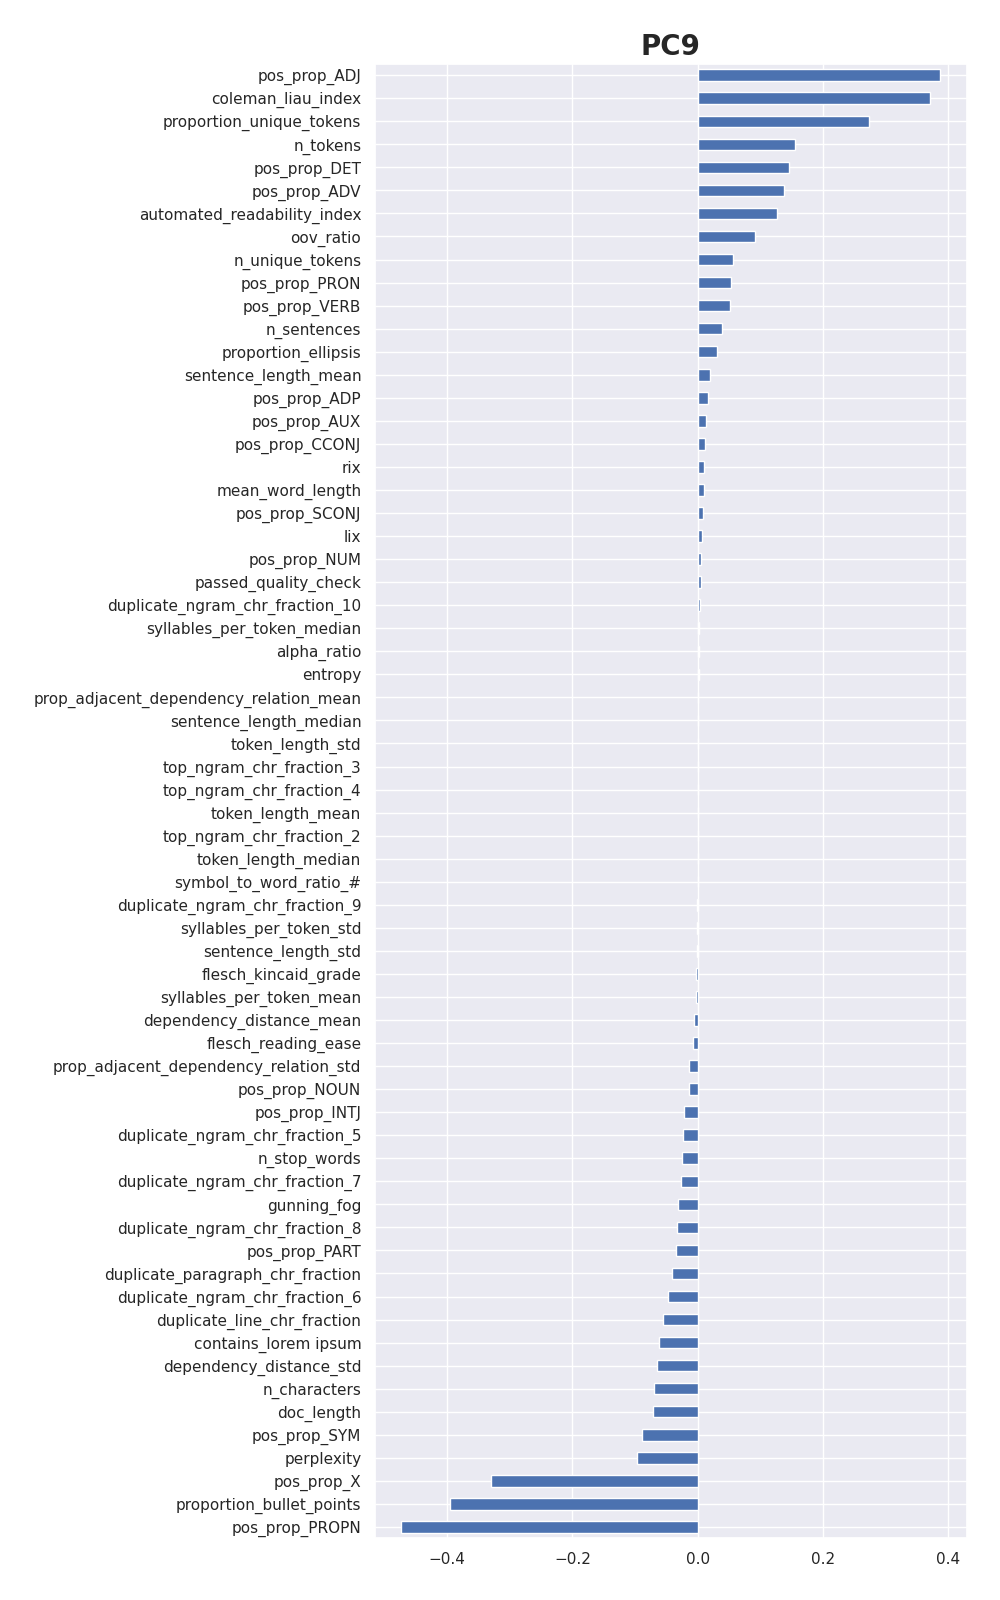 PC9
pos_prop_ADJ
coleman_liau_index
proportion_unique_tokens
n_tokens
pos_prop_DET
pos_prop_ADV
automated_readability_index
oov_ratio
n_unique_tokens
pos_prop_PRON
pos_prop_VERB
n_sentences
proportion_ellipsis
sentence_length_mean
pos_prop_ADP
pos_prop_AUX
pos_prop_CCONJ
rix
mean_word_length
pos_prop_SCONJ
lix
pos_prop_NUM
passed_quality_check
duplicate_ngram_chr_fraction_10
syllables_per_token_median
alpha_ratio
entropy
prop_adjacent_dependency_relation_mean
sentence_length_median
token_length_std
top_ngram_chr_fraction_3
top_ngram_chr_fraction_4
token_length_mean
top_ngram_chr_fraction_2
token_length_median
symbol_to_word_ratio_#
duplicate_ngram_chr_fraction_9
syllables_per_token_std
sentence_length_std
flesch_kincaid_grade
syllables_per_token_mean
dependency_distance_mean
flesch_reading_ease
prop_adjacent_dependency_relation_std
pos_prop_NOUN
pos_prop_INTJ
duplicate_ngram_chr_fraction_5
n_stop_words
duplicate_ngram_chr_fraction_7
gunning_fog
duplicate_ngram_chr_fraction_8
pos_prop_PART
duplicate_paragraph_chr_fraction
duplicate_ngram_chr_fraction_6
duplicate_line_chr_fraction
contains_lorem ipsum
dependency_distance_std
n_characters
doc_length
pos_prop_SYM
perplexity
pos_prop_X
proportion_bullet_points
pos_prop_PROPN
−0.4 −0.2 0.0 0.2 0.4